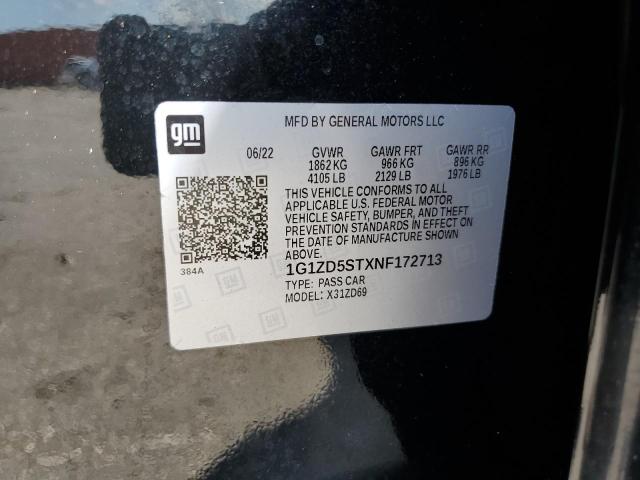 gm
MFD BY GENERAL MOTORS LLC
06/22 GVWR GAWR FRT GAWR RR
1862 KG 966 KG 896 KG
4105 LB 2129 LB 1976 LB
THIS VEHICLE CONFORMS TO ALL
APPLICABLE U.S. FEDERAL MOTOR
VEHICLE SAFETY, BUMPER, AND THEFT
PREVENTION STANDARDS IN EFFECT ON
THE DATE OF MANUFACTURE SHOWN
ABOVE.
384A
1G1ZD5STXNF172713
TYPE: PASS CAR
MODEL: X31ZD69